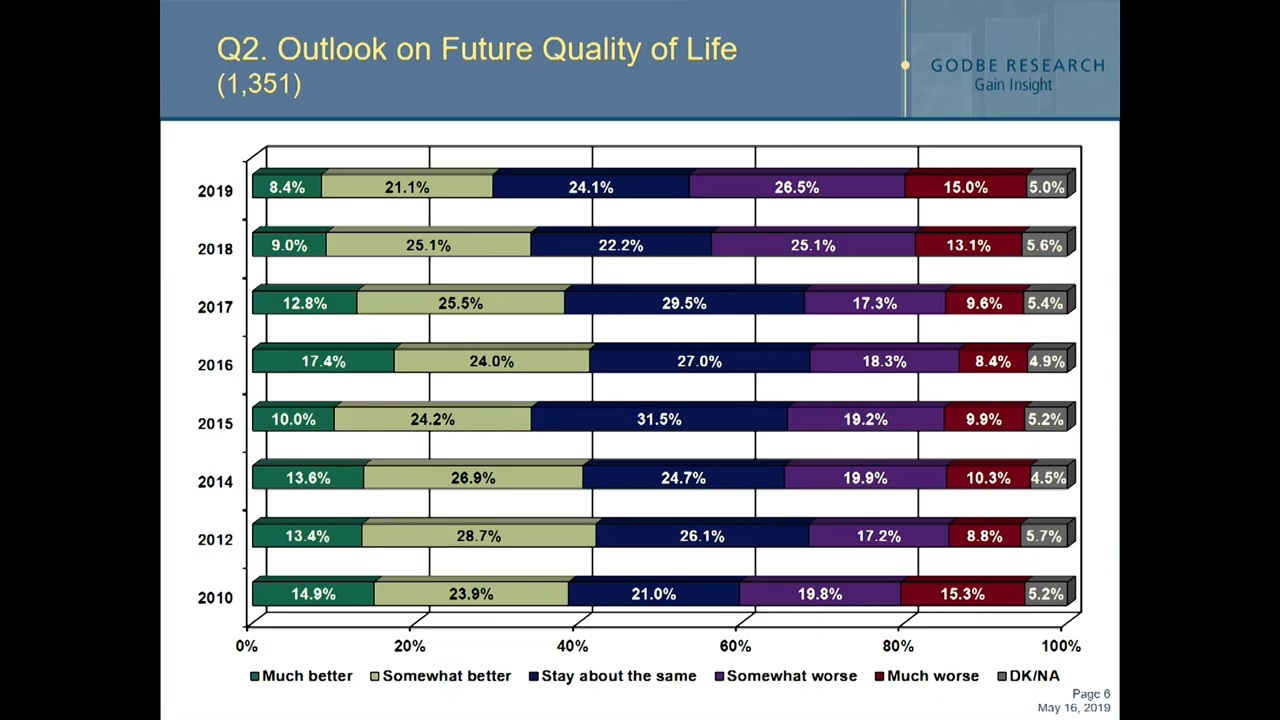 Q2. Outlook on Future Quality of Life
(1,351)
GODBE RESEARCH
Gain Insight
2019 8.4% 21.1% 24.1% 26.5% 15.0% 5.0%
2018 9.0% 25.1% 22.2% 25.1% 13.1% 5.6%
2017 12.8% 25.5% 29.5% 17.3% 9.6% 5.4%
2016 17.4% 24.0% 27.0% 18.3% 8.4% 4.9%
2015 10.0% 24.2% 31.5% 19.2% 9.9% 5.2%
2014 13.6% 26.9% 24.7% 19.9% 10.3% 4.5%
2012 13.4% 28.7% 26.1% 17.2% 8.8% 5.7%
2010 14.9% 23.9% 21.0% 19.8% 15.3% 5.2%
0% 20% 40% 60% 80% 100%
Much better Somewhat better Stay about the same Somewhat worse Much worse DK/NA
Page 6
May 16, 2019